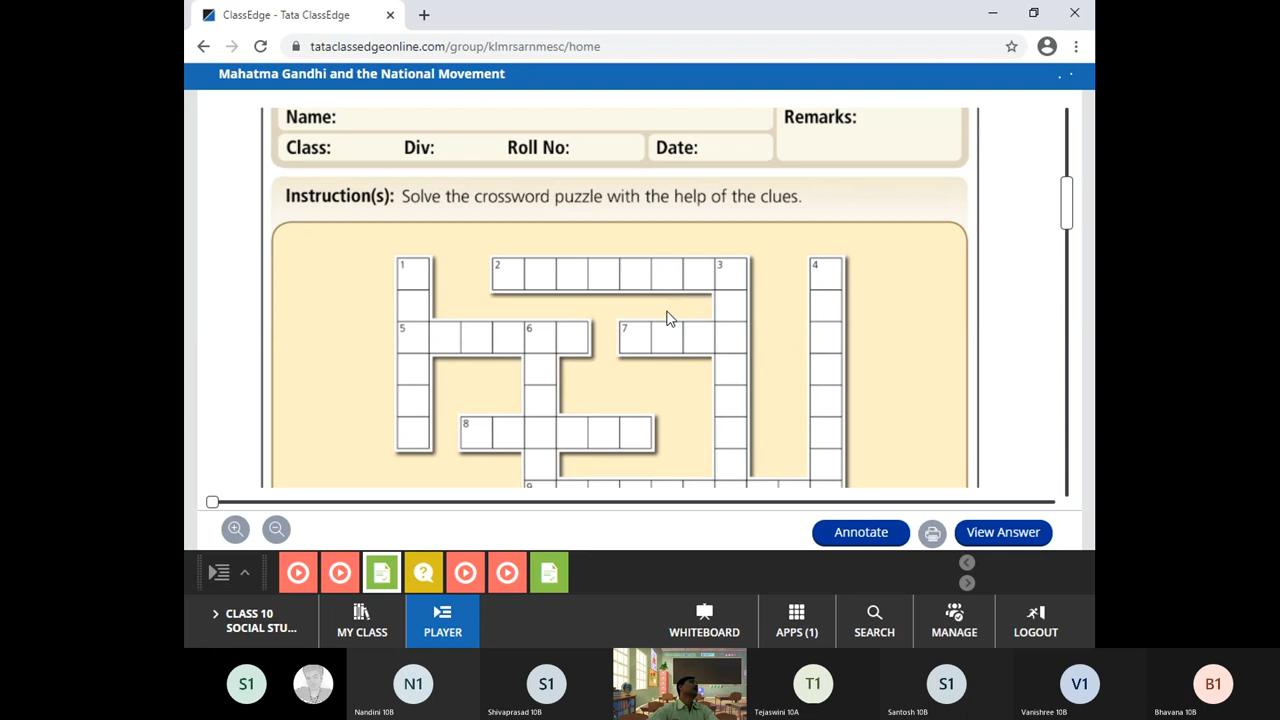 ClassEdge - Tata ClassEdge
tataclassedgeonline.com/group/klmrsarnmesc/home
Mahatma Gandhi and the National Movement
Name: Remarks:
Class: Div: Roll No: Date:
Instruction(s): Solve the crossword puzzle with the help of the clues.
1 2 3 4
5 6 7
8
9
Annotate View Answer
CLASS 10
SOCIAL STU...
MY CLASS PLAYER WHITEBOARD APPS (1) SEARCH MANAGE LOGOUT
S1 N1 S1 T1 S1 V1 B1
Nandini 10B Shivaprasad 10B Tejaswini 10A Santosh 10B Vanishree 10B Bhavana 10B